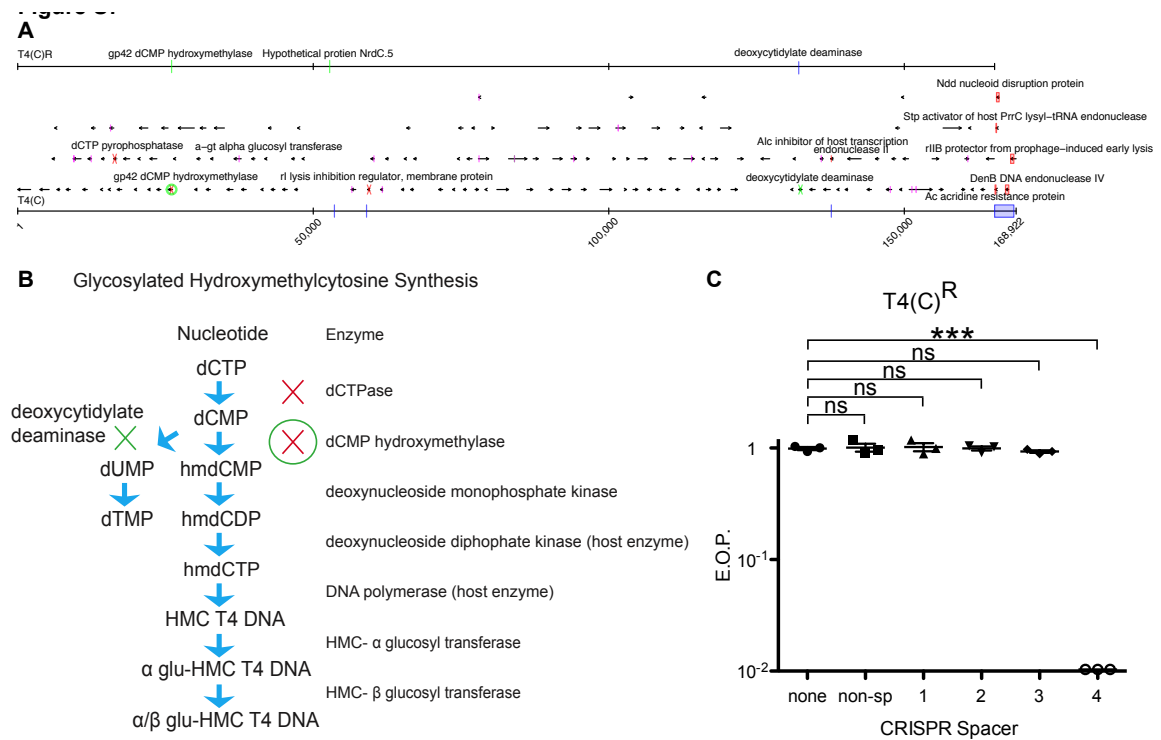 A
T4(C)R
gp42 dCMP hydroxymethylase
Hypothetical protien NrdC.5
deoxycytidylate deaminase
Ndd nucleoid disruption protein
Stp activator of host PrrC lysyl–tRNA endonuclease
dCTP pyrophosphatase
a–gt alpha glucosyl transferase
Alc inhibitor of host transcription
endonuclease II
rIIB protector from prophage–induced early lysis
gp42 dCMP hydroxymethylase
rI lysis inhibition regulator, membrane protein
deoxycytidylate deaminase
DenB DNA endonuclease IV
T4(C)
Ac acridine resistance protein
1
50,000
100,000
150,000
168,922
B
Glycosylated Hydroxymethylcytosine Synthesis
Nucleotide
Enzyme
dCTP
dCTPase
deoxycytidylate
deaminase
dCMP
dCMP hydroxymethylase
dUMP
hmdCMP
deoxynucleoside monophosphate kinase
dTMP
hmdCDP
deoxynucleoside diphophate kinase (host enzyme)
hmdCTP
DNA polymerase (host enzyme)
HMC T4 DNA
HMC- α glucosyl transferase
α glu-HMC T4 DNA
HMC- β glucosyl transferase
α/β glu-HMC T4 DNA
C
T4(C)R
***
ns
ns
ns
ns
1
10-1
10-2
E.O.P.
none
non-sp
1
2
3
4
CRISPR Spacer